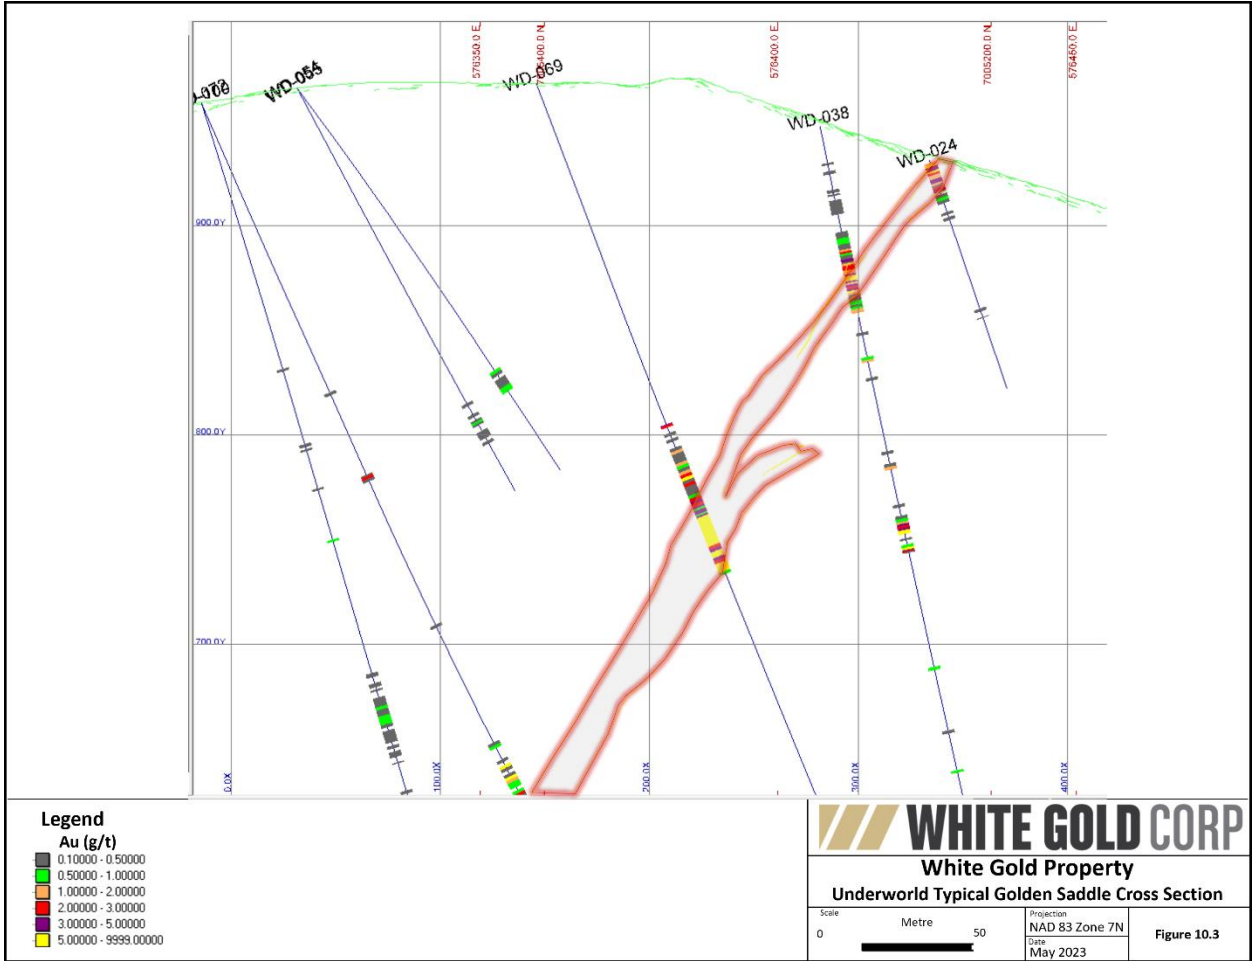 576350.0 E
7005400.0 N
576400.0 E
7005200.0 N
576450.0 E
WD-069
WD-038
WD-024
900.0Y
800.0Y
700.0Y
0.0X
100.0X
200.0X
300.0X
400.0X
Legend
Au (g/t)
0.10000 - 0.50000
0.50000 - 1.00000
1.00000 - 2.00000
2.00000 - 3.00000
3.00000 - 5.00000
5.00000 - 9999.00000
WHITE GOLD CORP
White Gold Property
Underworld Typical Golden Saddle Cross Section
Scale
Metre
0 50
Projection
NAD 83 Zone 7N
Date
May 2023
Figure 10.3